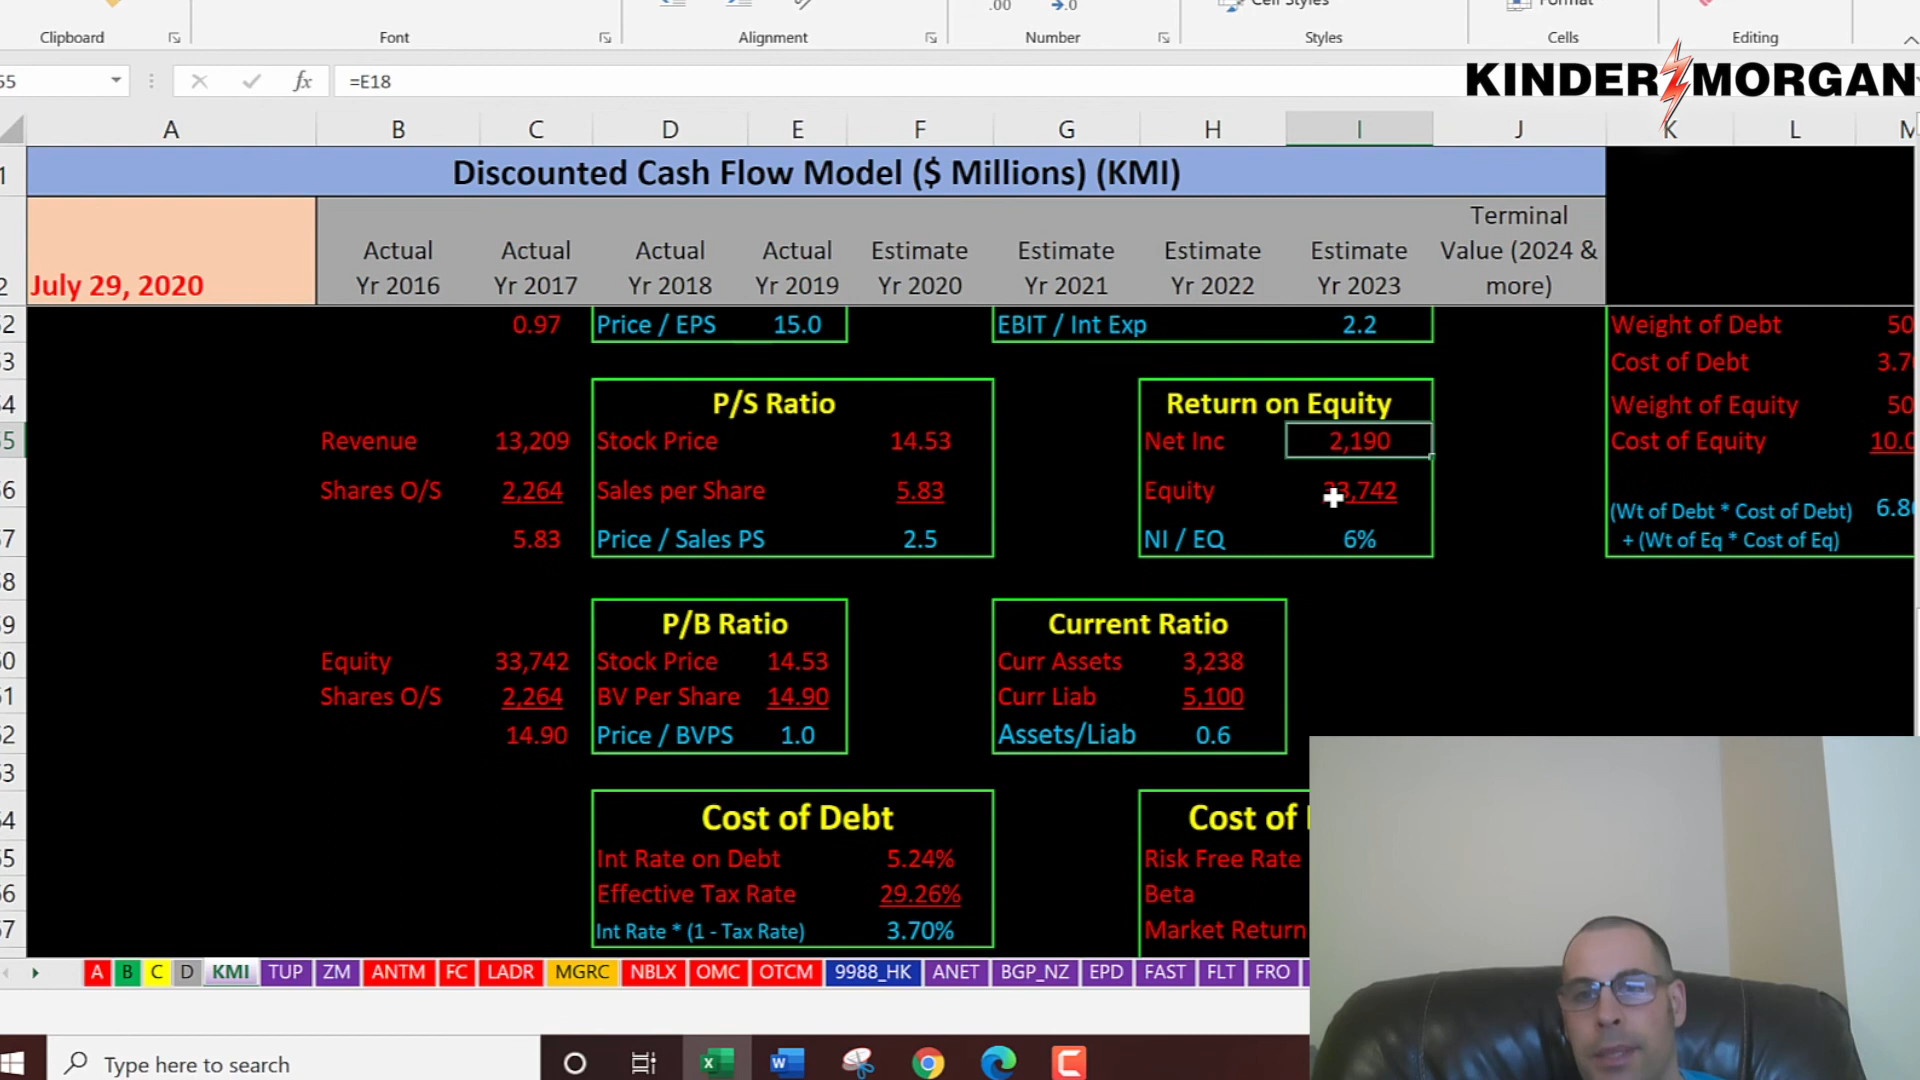 Clipboard Font Alignment Number Styles Cells Editing
.00 .0 Cell Styles Format
=E18
KINDER MORGAN
A B C D E F G H I J K L M
Discounted Cash Flow Model ($ Millions) (KMI)
July 29, 2020
Actual Yr 2016
Actual Yr 2017
Actual Yr 2018
Actual Yr 2019
Estimate Yr 2020
Estimate Yr 2021
Estimate Yr 2022
Estimate Yr 2023
Terminal Value (2024 & more)
0.97 Price / EPS 15.0 EBIT / Int Exp 2.2
Weight of Debt
Cost of Debt
Weight of Equity
Cost of Equity
(Wt of Debt * Cost of Debt)
+ (Wt of Eq * Cost of Eq)
P/S Ratio
Revenue 13,209 Stock Price 14.53
Shares O/S 2,264 Sales per Share 5.83
5.83 Price / Sales PS 2.5
Return on Equity
Net Inc 2,190
Equity
NI / EQ 6%
P/B Ratio
Equity 33,742 Stock Price 14.53
Shares O/S 2,264 BV Per Share 14.90
14.90 Price / BVPS 1.0
Current Ratio
Curr Assets 3,238
Curr Liab 5,100
Assets/Liab 0.6
Cost of Debt
Int Rate on Debt 5.24%
Effective Tax Rate 29.26%
Int Rate * (1 - Tax Rate) 3.70%
Cost of
Risk Free Rate
Beta
Market Return
A B C D KMI TUP ZM ANTM FC LADR MGRC NBLX OMC OTCM 9988_HK ANET BGP_NZ EPD FAST FLT FRO
Type here to search